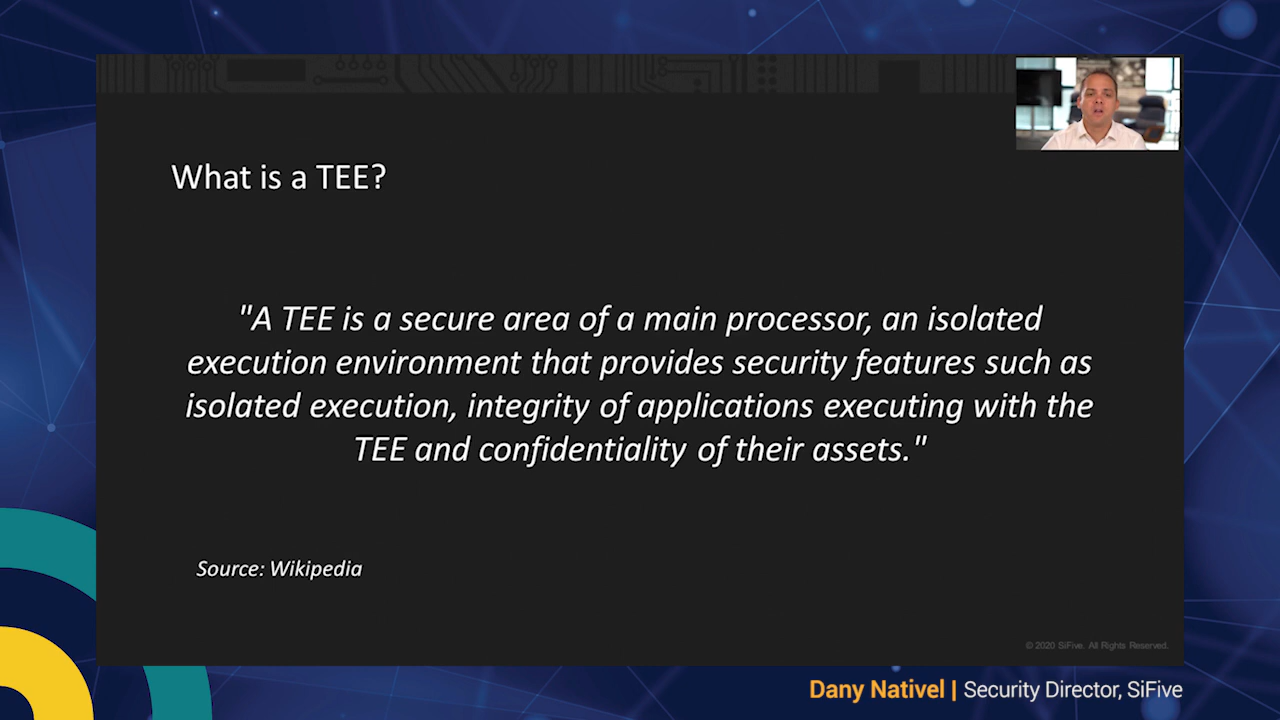 What is a TEE?
"A TEE is a secure area of a main processor, an isolated
execution environment that provides security features such as
isolated execution, integrity of applications executing with the
TEE and confidentiality of their assets."
Source: Wikipedia
© 2020 SiFive. All Rights Reserved.
Dany Nativel | Security Director, SiFive